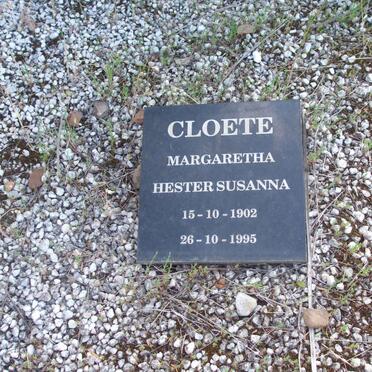 CLOETE
MARGARETHA
HESTER SUSANNA
15 - 10 - 1902
26 - 10 - 1995